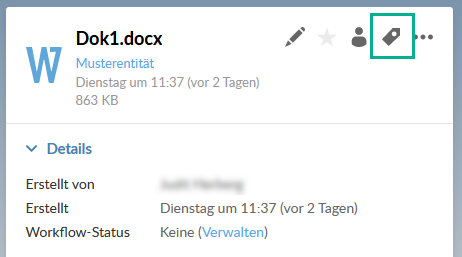 Dok1.docx
Musterentität
Dienstag um 11:37 (vor 2 Tagen)
863 KB
Details
Erstellt von
Erstellt Dienstag um 11:37 (vor 2 Tagen)
Workflow-Status Keine (Verwalten)